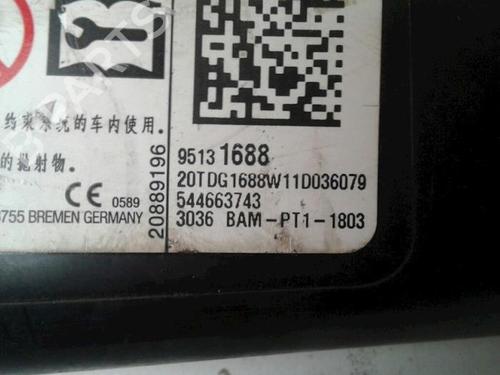 约束系统的车内使用.
的抛射物.
CE 0589
3755 BREMEN GERMANY
20889196
9513 1688
20TDG1688W11D036079
544663743
3036 BAM-PT1-1803